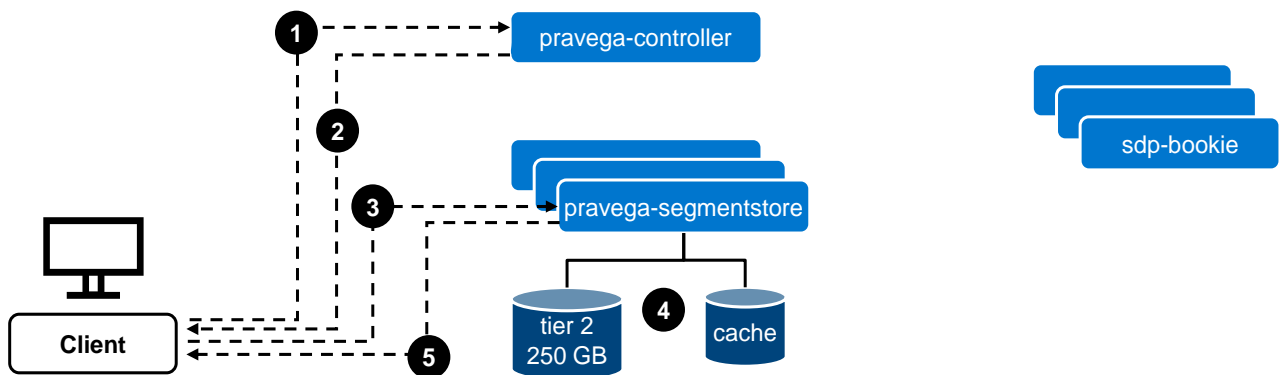 1
pravega-controller
2
sdp-bookie
3
pravega-segmentstore
4
tier 2
250 GB
cache
Client
5